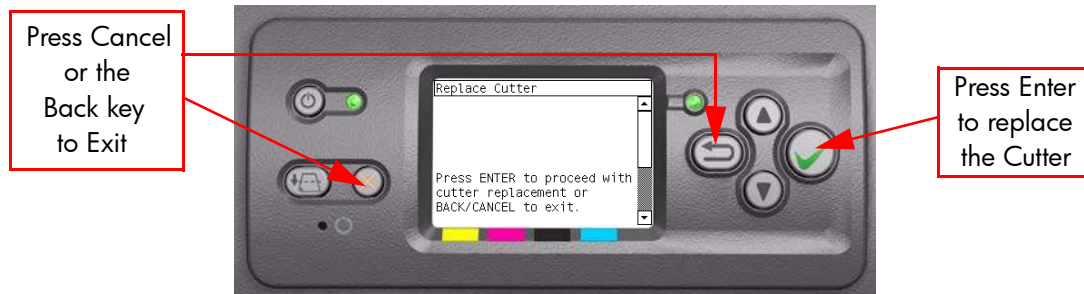 Press Cancel
or the
Back key
to Exit
Replace Cutter
Press ENTER to proceed with
cutter replacement or
BACK/CANCEL to exit.
Press Enter
to replace
the Cutter